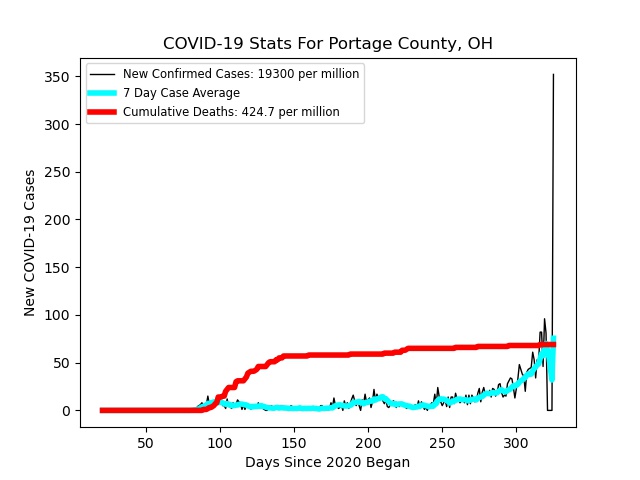 COVID-19 Stats For Portage County, OH
New Confirmed Cases: 19300 per million
7 Day Case Average
Cumulative Deaths: 424.7 per million
New COVID-19 Cases
350
300
250
200
150
100
50
0
50
100
150
200
250
300
Days Since 2020 Began